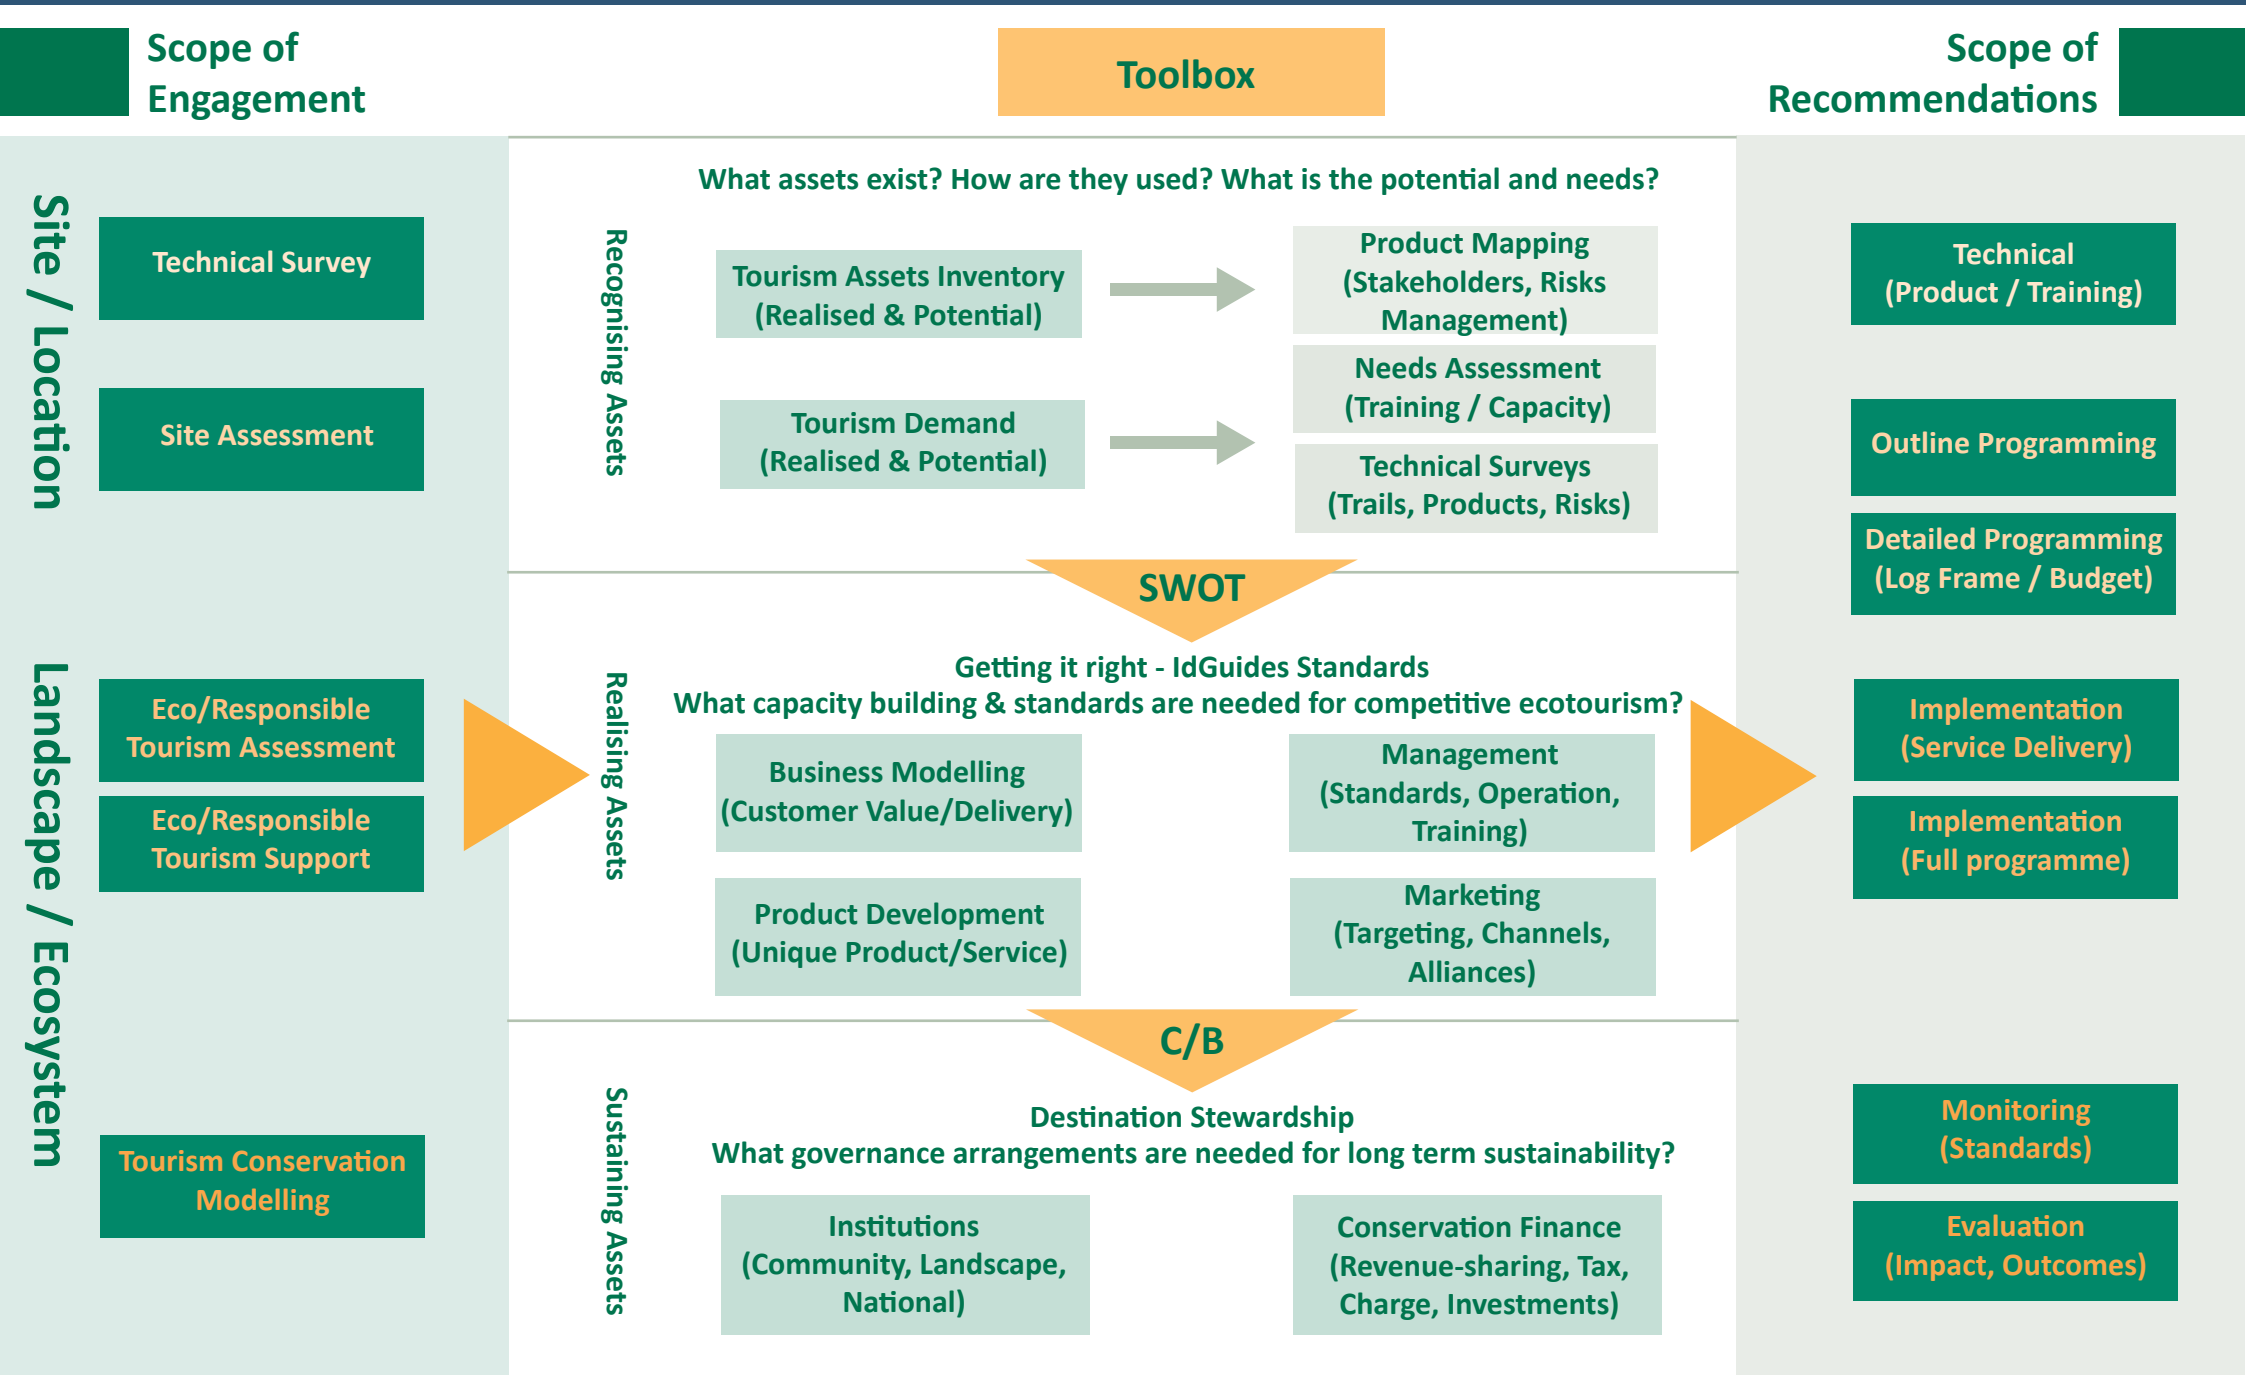 Scope of
Engagement
Toolbox
Scope of
Recommendations
Site / Location
Technical Survey
Site Assessment
Landscape / Ecosystem
Eco/Responsible
Tourism Assessment
Eco/Responsible
Tourism Support
Tourism Conservation
Modelling
Recognising Assets
What assets exist? How are they used? What is the potential and needs?
Tourism Assets Inventory
(Realised & Potential)
Tourism Demand
(Realised & Potential)
Product Mapping
(Stakeholders, Risks
Management)
Needs Assessment
(Training / Capacity)
Technical Surveys
(Trails, Products, Risks)
SWOT
Realising Assets
Getting it right - IdGuides Standards
What capacity building & standards are needed for competitive ecotourism?
Business Modelling
(Customer Value/Delivery)
Management
(Standards, Operation,
Training)
Product Development
(Unique Product/Service)
Marketing
(Targeting, Channels,
Alliances)
C/B
Sustaining Assets
Destination Stewardship
What governance arrangements are needed for long term sustainability?
Institutions
(Community, Landscape,
National)
Conservation Finance
(Revenue-sharing, Tax,
Charge, Investments)
Technical
(Product / Training)
Outline Programming
Detailed Programming
(Log Frame / Budget)
Implementation
(Service Delivery)
Implementation
(Full programme)
Monitoring
(Standards)
Evaluation
(Impact, Outcomes)